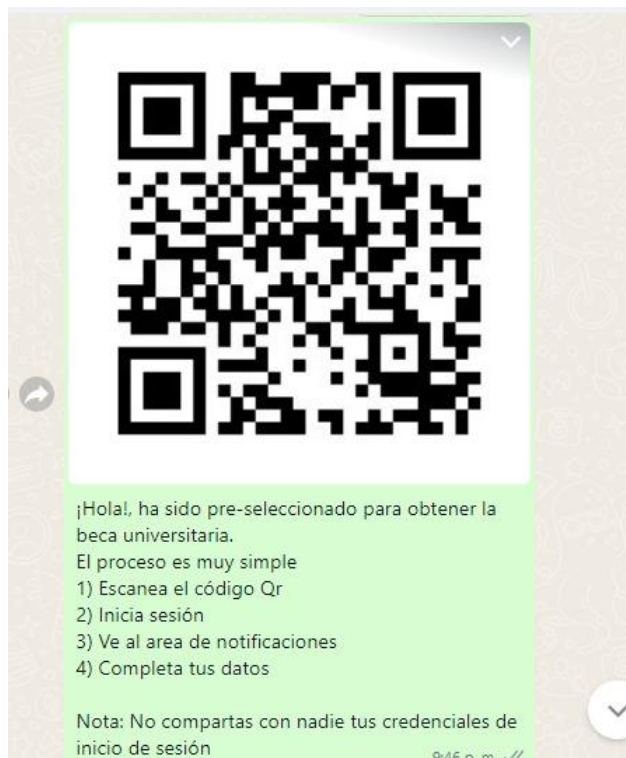 ¡Hola!, ha sido pre-seleccionado para obtener la
beca universitaria.
El proceso es muy simple
1) Escanea el código Qr
2) Inicia sesión
3) Ve al area de notificaciones
4) Completa tus datos
Nota: No compartas con nadie tus credenciales de
inicio de sesión
9:46 p. m.